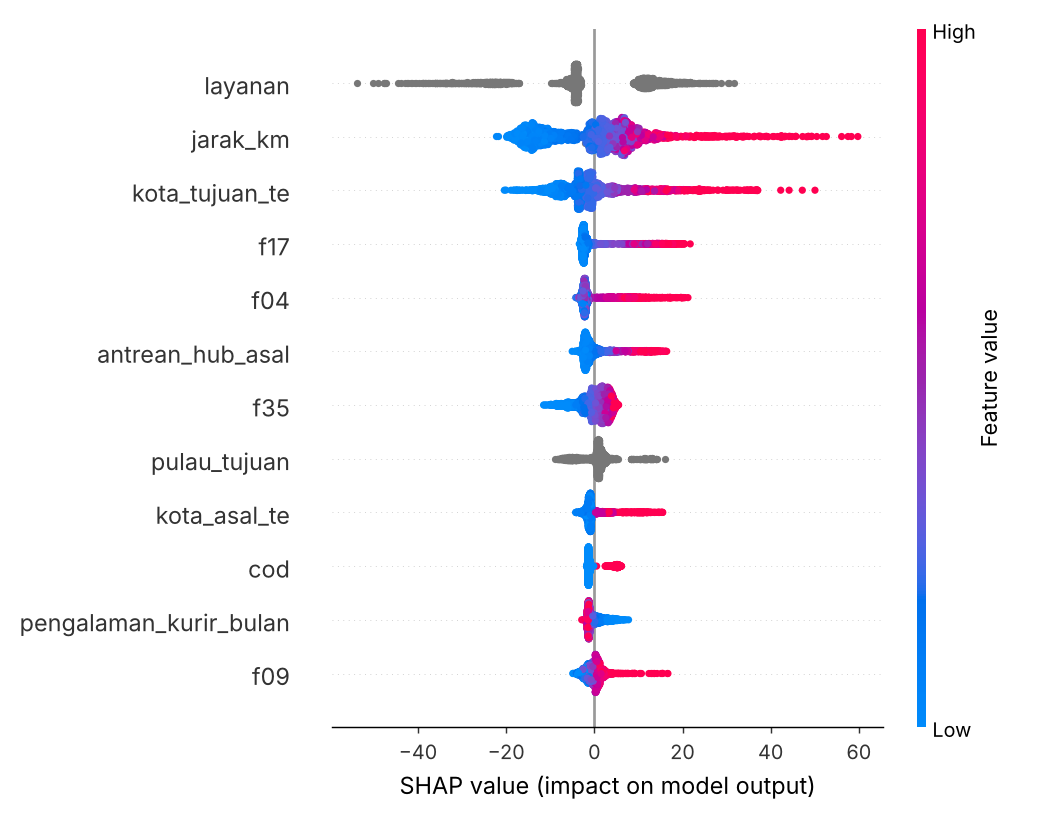 layanan
jarak_km
kota_tujuan_te
f17
f04
antrean_hub_asal
f35
pulau_tujuan
kota_asal_te
cod
pengalaman_kurir_bulan
f09
−40 −20 0 20 40 60
SHAP value (impact on model output)
High
Feature value
Low